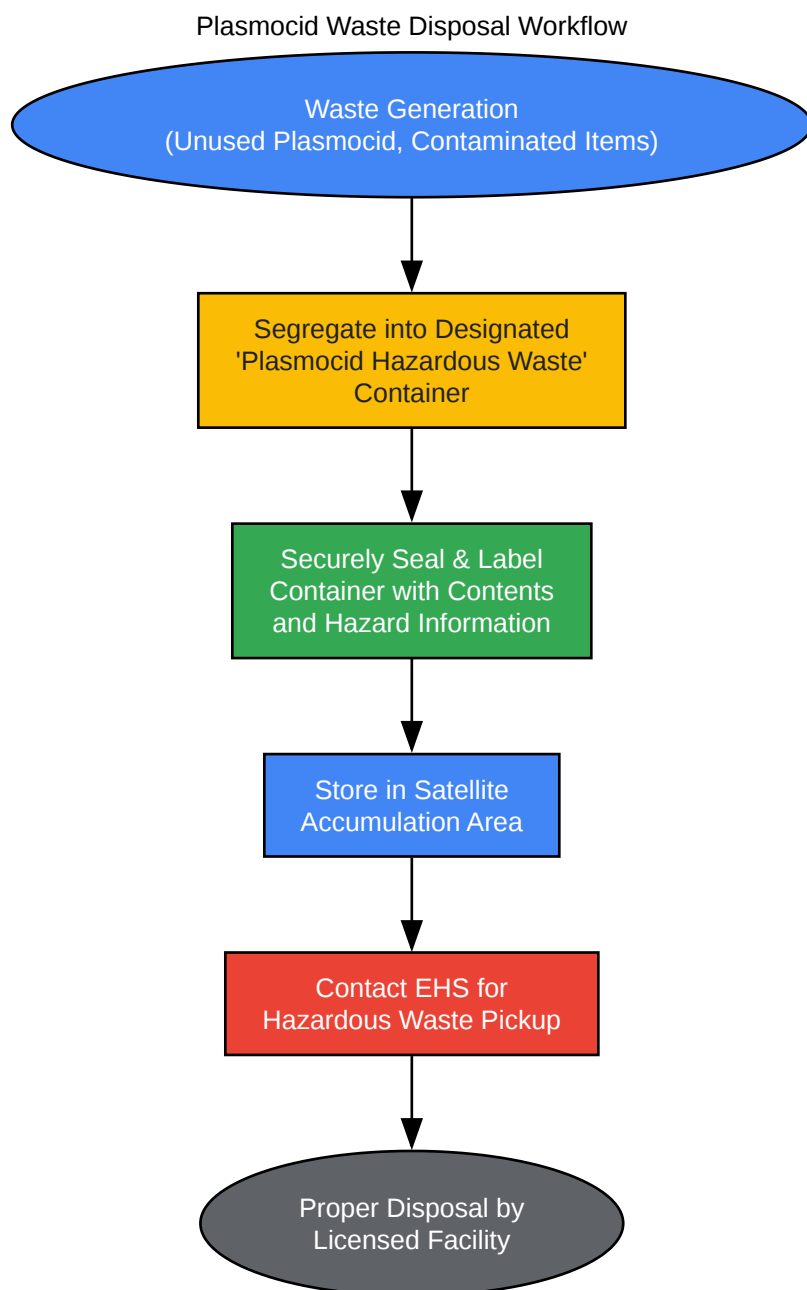 Plasmocid Waste Disposal Workflow
Waste Generation
(Unused Plasmocid, Contaminated Items)
Segregate into Designated
'Plasmocid Hazardous Waste'
Container
Securely Seal & Label
Container with Contents
and Hazard Information
Store in Satellite
Accumulation Area
Contact EHS for
Hazardous Waste Pickup
Proper Disposal by
Licensed Facility